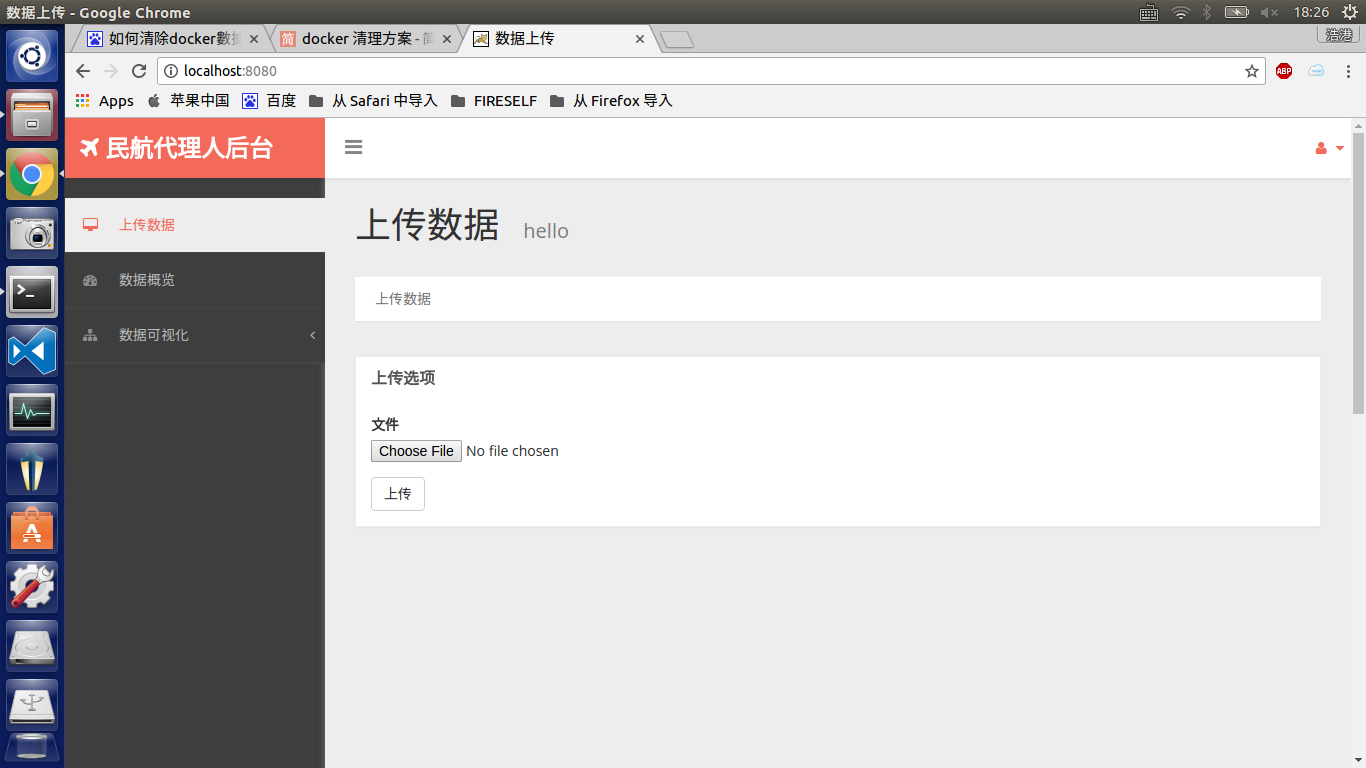 数据上传 - Google Chrome
18:26
如何清除docker數據
docker 清理方案 - 简
数据上传
浩港
localhost:8080
ABP
Apps
苹果中国
百度
从 Safari 中导入
FIRESELF
从 Firefox 导入
民航代理人后台
上传数据
数据概览
数据可视化
上传数据 hello
上传数据
上传选项
文件
Choose File No file chosen
上传